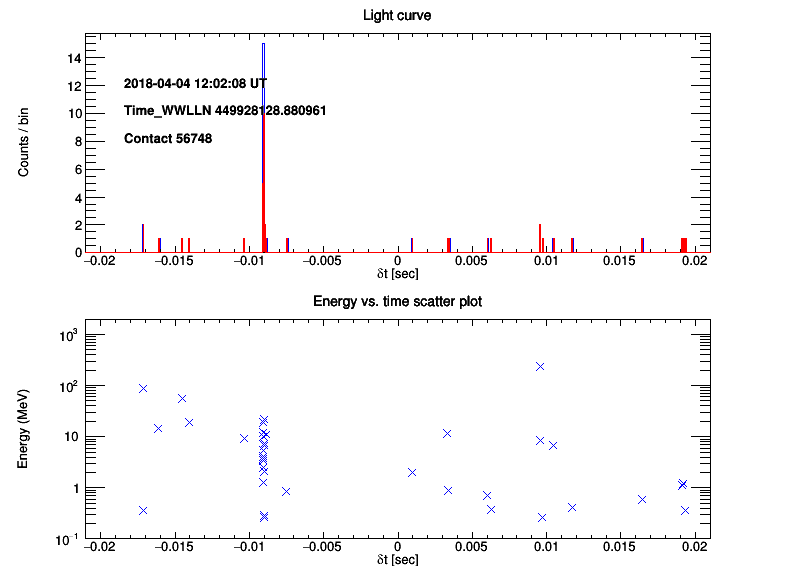 Light curve
14
12
10
8
6
4
2
0
Counts / bin
2018-04-04 12:02:08 UT
Time_WWLLN 449928128.880961
Contact 56748
−0.02 −0.015 −0.01 −0.005 0 0.005 0.01 0.015 0.02
δt [sec]
Energy vs. time scatter plot
10³
10²
10
1
10⁻¹
Energy (MeV)
−0.02 −0.015 −0.01 −0.005 0 0.005 0.01 0.015 0.02
δt [sec]